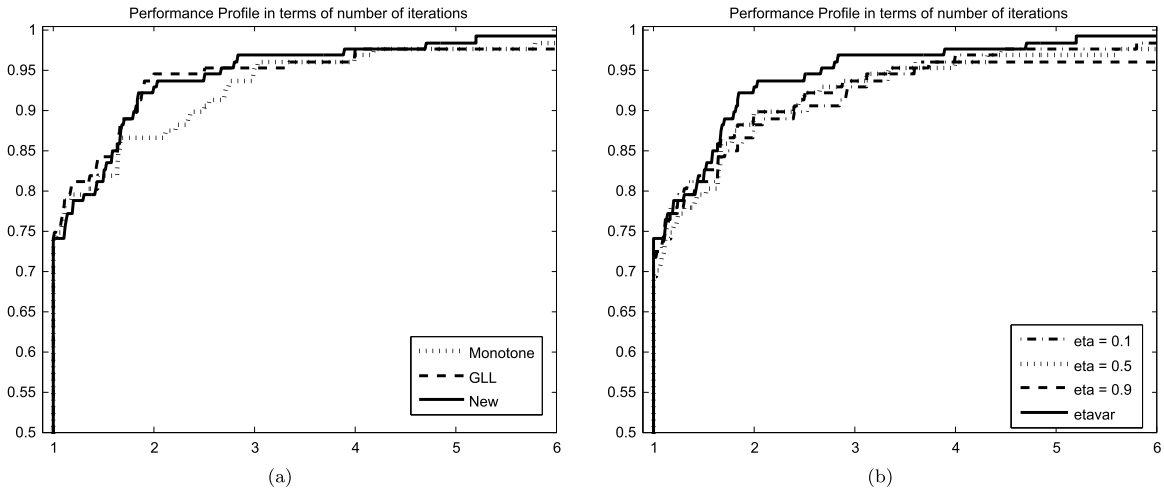 Performance Profile in terms of number of iterations
1
0.95
0.9
0.85
0.8
0.75
0.7
0.65
0.6
0.55
0.5
1 2 3 4 5 6
Monotone
GLL
New
(a)
Performance Profile in terms of number of iterations
1
0.95
0.9
0.85
0.8
0.75
0.7
0.65
0.6
0.55
0.5
1 2 3 4 5 6
eta = 0.1
eta = 0.5
eta = 0.9
etavar
(b)